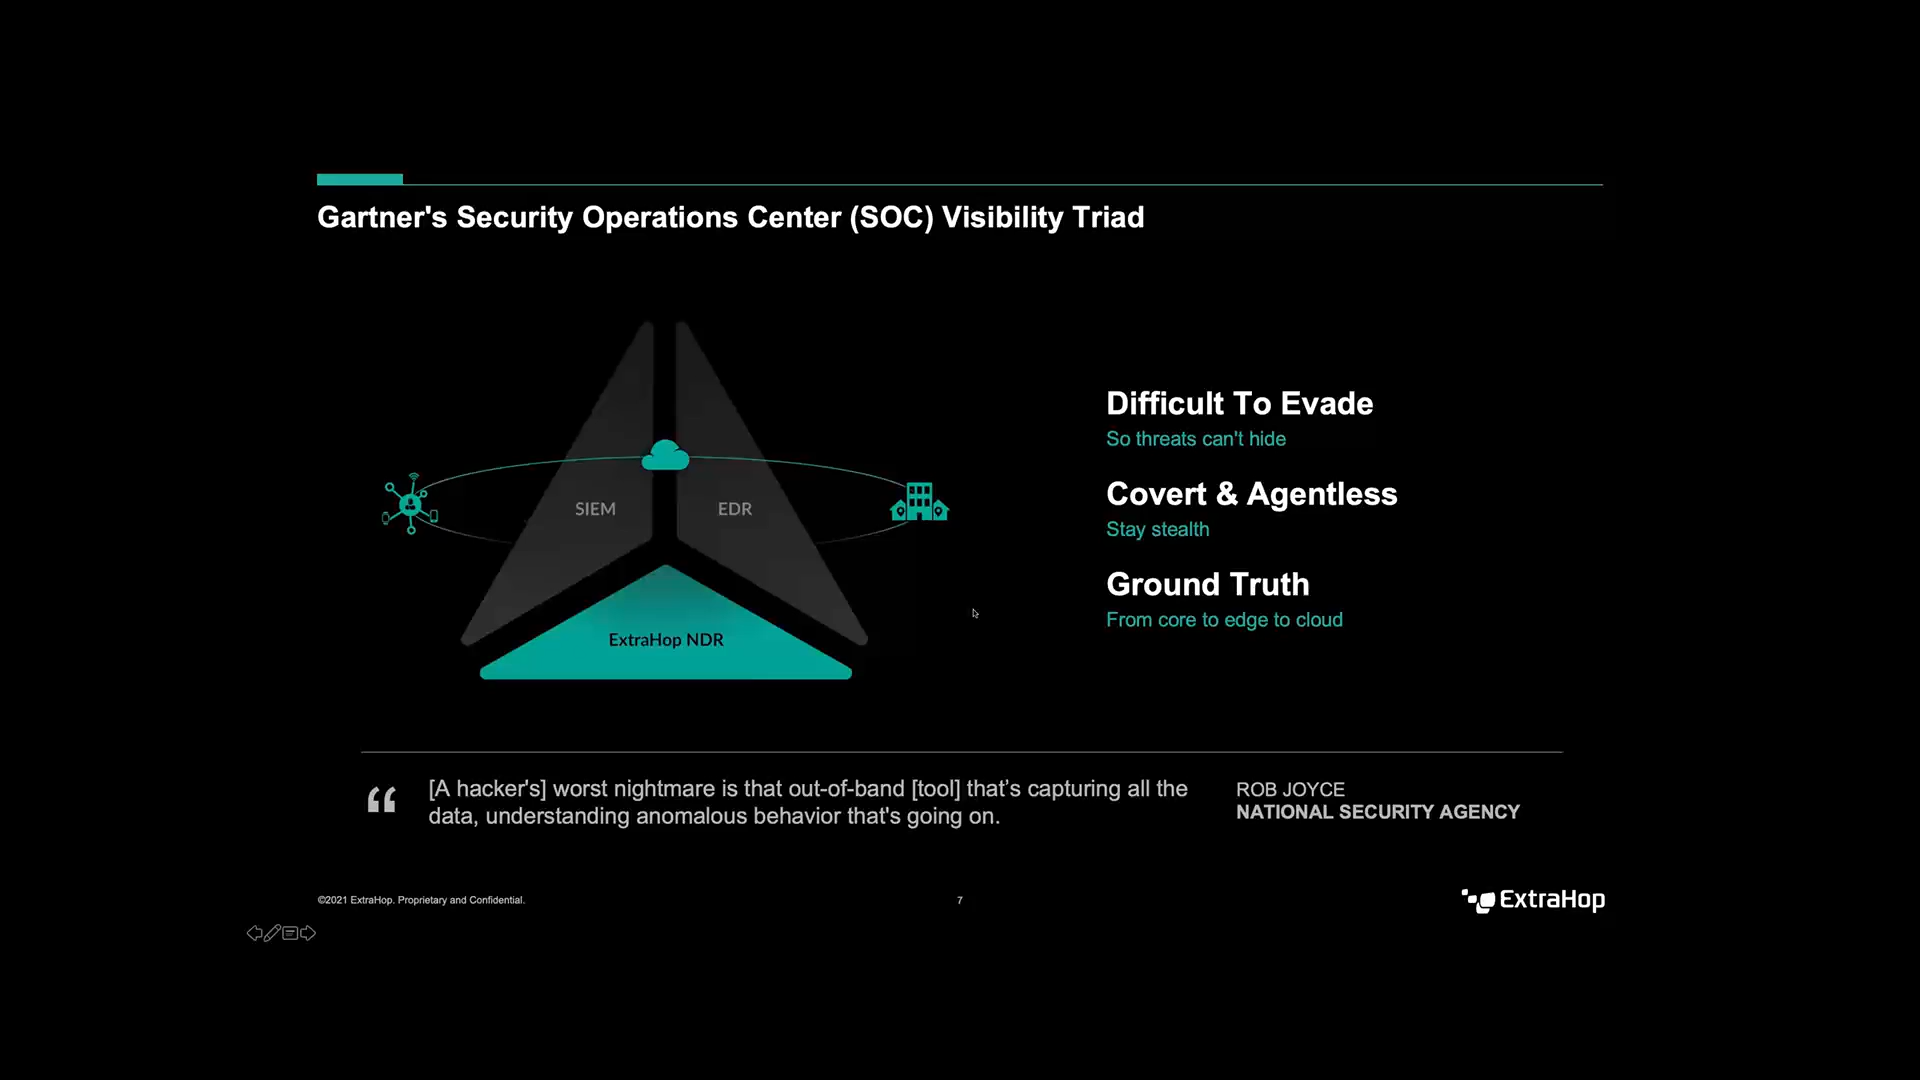 Gartner's Security Operations Center (SOC) Visibility Triad
SIEM
EDR
ExtraHop NDR
Difficult To Evade
So threats can't hide
Covert & Agentless
Stay stealth
Ground Truth
From core to edge to cloud
“
[A hacker's] worst nightmare is that out-of-band [tool] that’s capturing all the
data, understanding anomalous behavior that's going on.
ROB JOYCE
NATIONAL SECURITY AGENCY
©2021 ExtraHop. Proprietary and Confidential.
7
ExtraHop